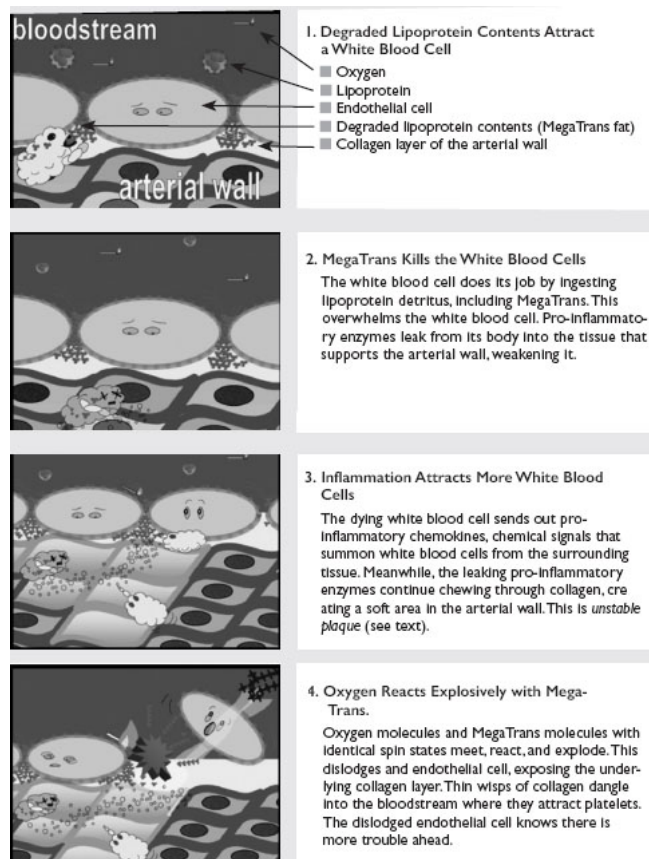 bloodstream
arterial wall
1. Degraded Lipoprotein Contents Attract
a White Blood Cell
Oxygen
Lipoprotein
Endothelial cell
Degraded lipoprotein contents (MegaTrans fat)
Collagen layer of the arterial wall
2. MegaTrans Kills the White Blood Cells
The white blood cell does its job by ingesting
lipoprotein detritus, including MegaTrans. This
overwhelms the white blood cell. Pro-inflammato-
ry enzymes leak from its body into the tissue that
supports the arterial wall, weakening it.
3. Inflammation Attracts More White Blood
Cells
The dying white blood cell sends out pro-
inflammatory chemokines, chemical signals that
summon white blood cells from the surrounding
tissue. Meanwhile, the leaking pro-inflammatory
enzymes continue chewing through collagen, cre
ating a soft area in the arterial wall. This is unstable
plaque (see text).
4. Oxygen Reacts Explosively with Mega-
Trans.
Oxygen molecules and MegaTrans molecules with
identical spin states meet, react, and explode. This
dislodges and endothelial cell, exposing the under-
lying collagen layer. Thin wisps of collagen dangle
into the bloodstream where they attract platelets.
The dislodged endothelial cell knows there is
more trouble ahead.